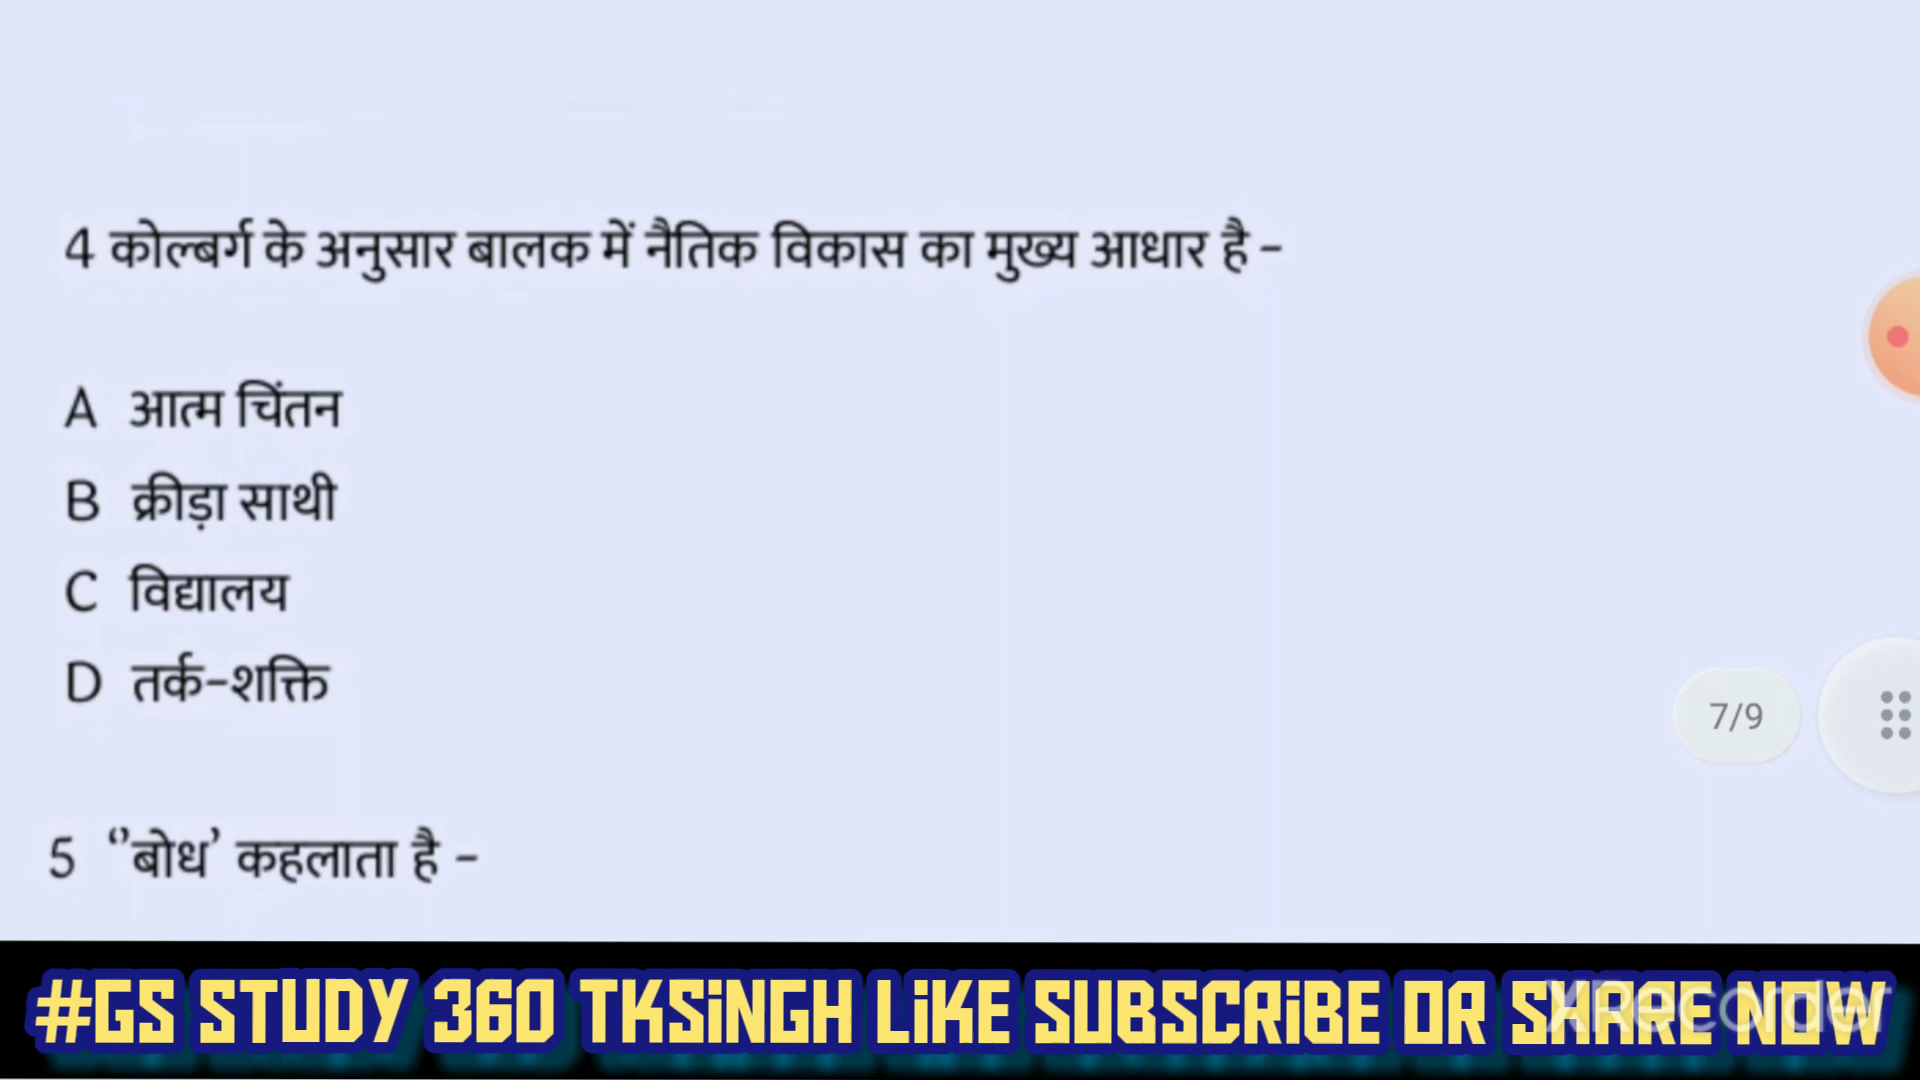 4 कोल्बर्ग के अनुसार बालक में नैतिक विकास का मुख्य आधार है –
A आत्म चिंतन
B क्रीड़ा साथी
C विद्यालय
D तर्क–शक्ति
7/9
5 ‘’बोध’ कहलाता है –
#GS STUDY 360 TKSiNGH LiKE SUBSCRiBE OR SHARE NOW
XRecorder